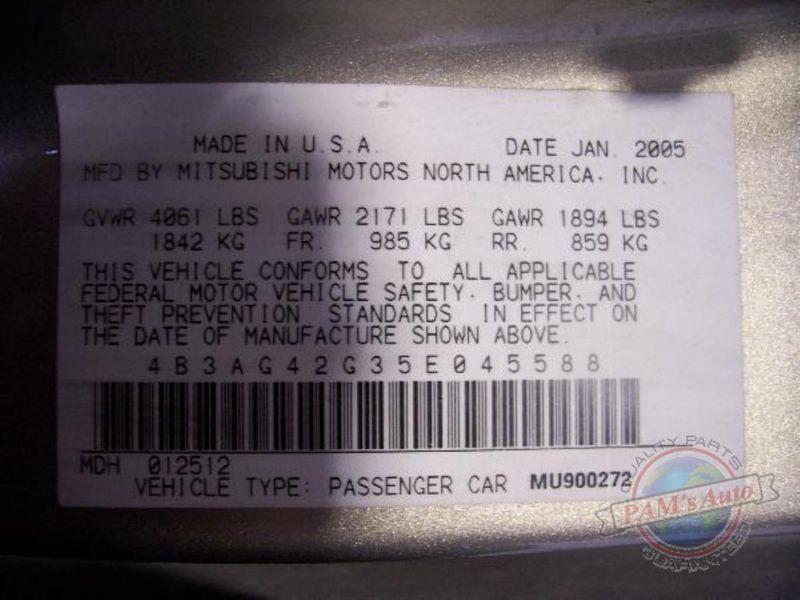 MADE IN U.S.A. DATE JAN. 2005
MFD BY MITSUBISHI MOTORS NORTH AMERICA. INC.
GVWR 4061 LBS GAWR 2171 LBS GAWR 1894 LBS
1842 KG FR. 985 KG RR. 859 KG
THIS VEHICLE CONFORMS TO ALL APPLICABLE
FEDERAL MOTOR VEHICLE SAFETY. BUMPER. AND
THEFT PREVENTION STANDARDS IN EFFECT ON
THE DATE OF MANUFACTURE SHOWN ABOVE.
4B3AG42G35E045588
MDH 012512
VEHICLE TYPE: PASSENGER CAR MU900272
QUALITY PARTS
PAM's Auto
GUARANTEED